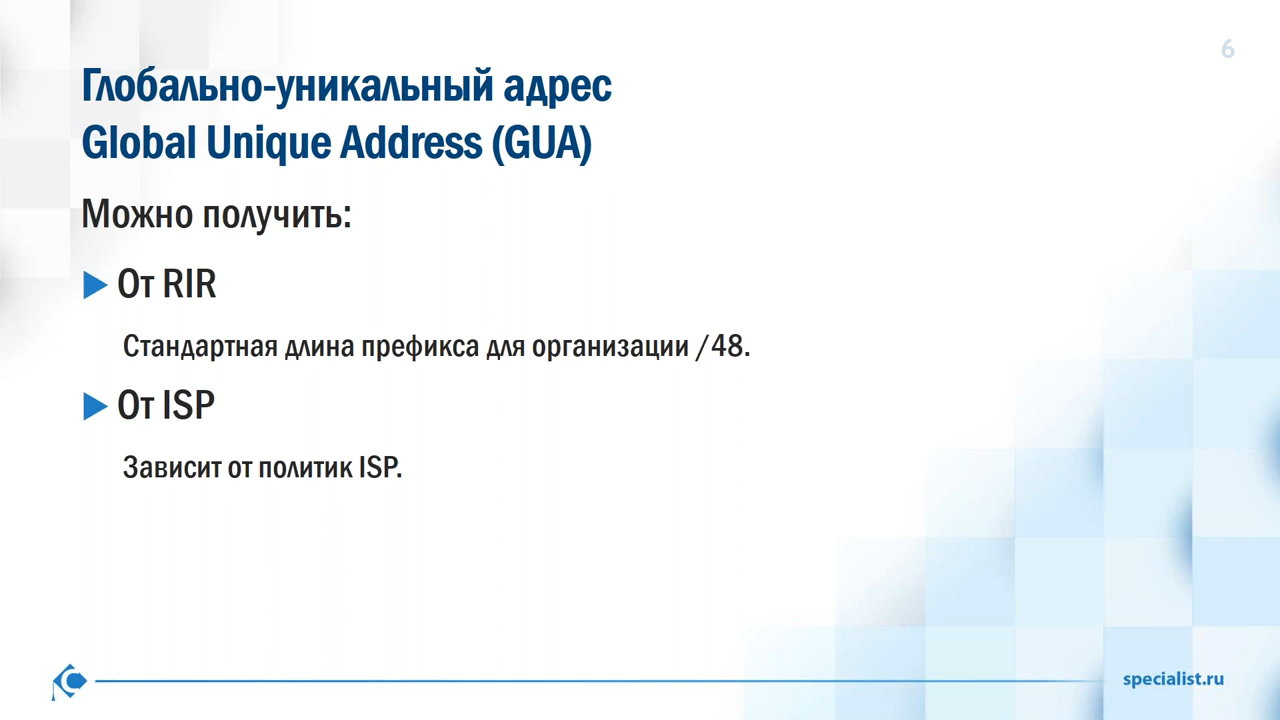 6
Глобально-уникальный адрес
Global Unique Address (GUA)
Можно получить:
От RIR
Стандартная длина префикса для организации /48.
От ISP
Зависит от политик ISP.
specialist.ru